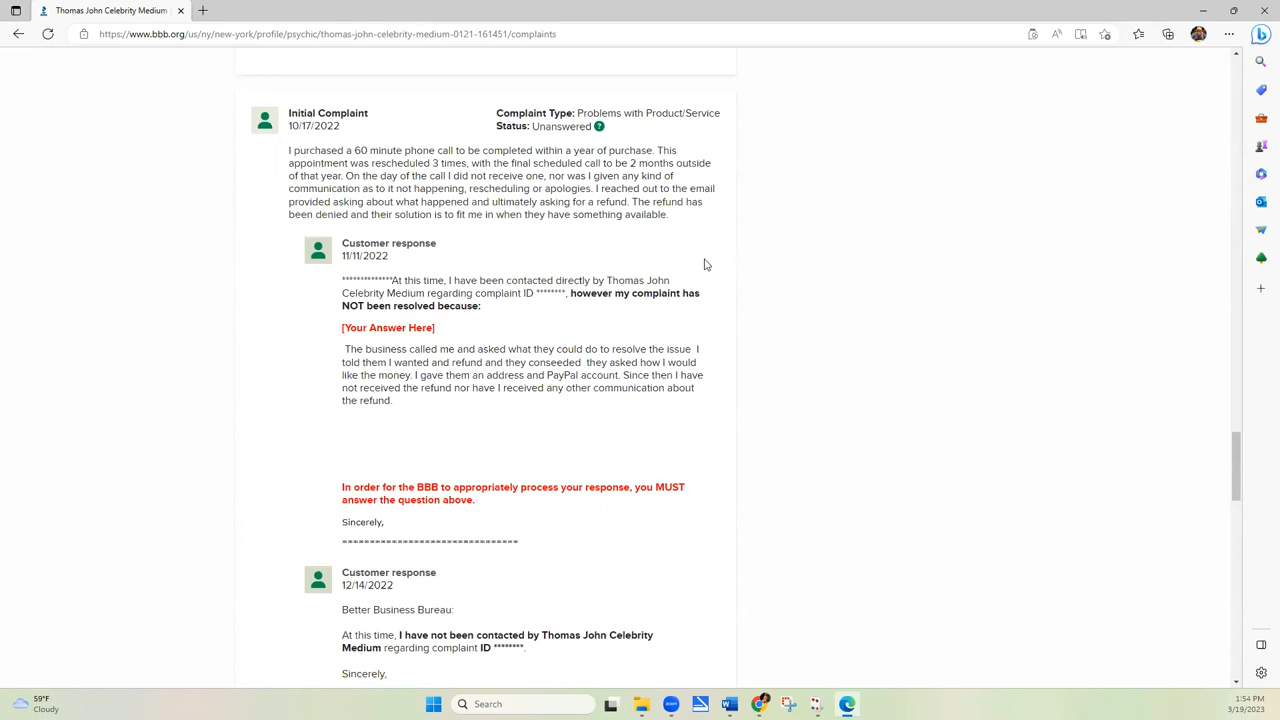 Thomas John Celebrity Medium
https://www.bbb.org/us/ny/new-york/profile/psychic/thomas-john-celebrity-medium-0121-161451/complaints
Initial Complaint
10/17/2022
Complaint Type: Problems with Product/Service
Status: Unanswered ?
I purchased a 60 minute phone call to be completed within a year of purchase. This
appointment was rescheduled 3 times, with the final scheduled call to be 2 months outside
of that year. On the day of the call I did not receive one, nor was I given any kind of
communication as to it not happening, rescheduling or apologies. I reached out to the email
provided asking about what happened and ultimately asking for a refund. The refund has
been denied and their solution is to fit me in when they have something available.
Customer response
11/11/2022
**************At this time, I have been contacted directly by Thomas John
Celebrity Medium regarding complaint ID ********, however my complaint has
NOT been resolved because:
[Your Answer Here]
The business called me and asked what they could do to resolve the issue  I
told them I wanted and refund and they conseeded  they asked how I would
like the money. I gave them an address and PayPal account. Since then I have
not received the refund nor have I received any other communication about
the refund.
In order for the BBB to appropriately process your response, you MUST
answer the question above.
Sincerely,
*******************************
Customer response
12/14/2022
Better Business Bureau:
At this time, I have not been contacted by Thomas John Celebrity
Medium regarding complaint ID ********.
Sincerely,
59°F
Cloudy
Search
zoom
1:54 PM
3/19/2023